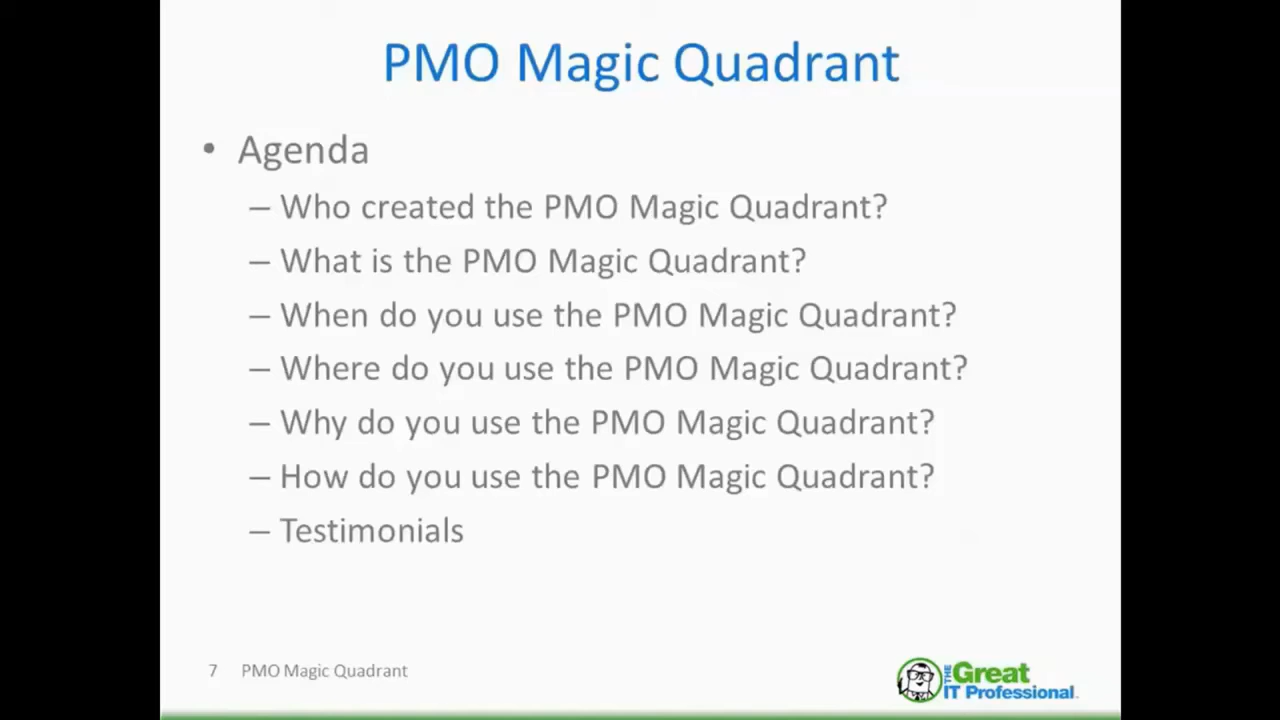 PMO Magic Quadrant
• Agenda
– Who created the PMO Magic Quadrant?
– What is the PMO Magic Quadrant?
– When do you use the PMO Magic Quadrant?
– Where do you use the PMO Magic Quadrant?
– Why do you use the PMO Magic Quadrant?
– How do you use the PMO Magic Quadrant?
– Testimonials
7 PMO Magic Quadrant
THE Great
IT Professional